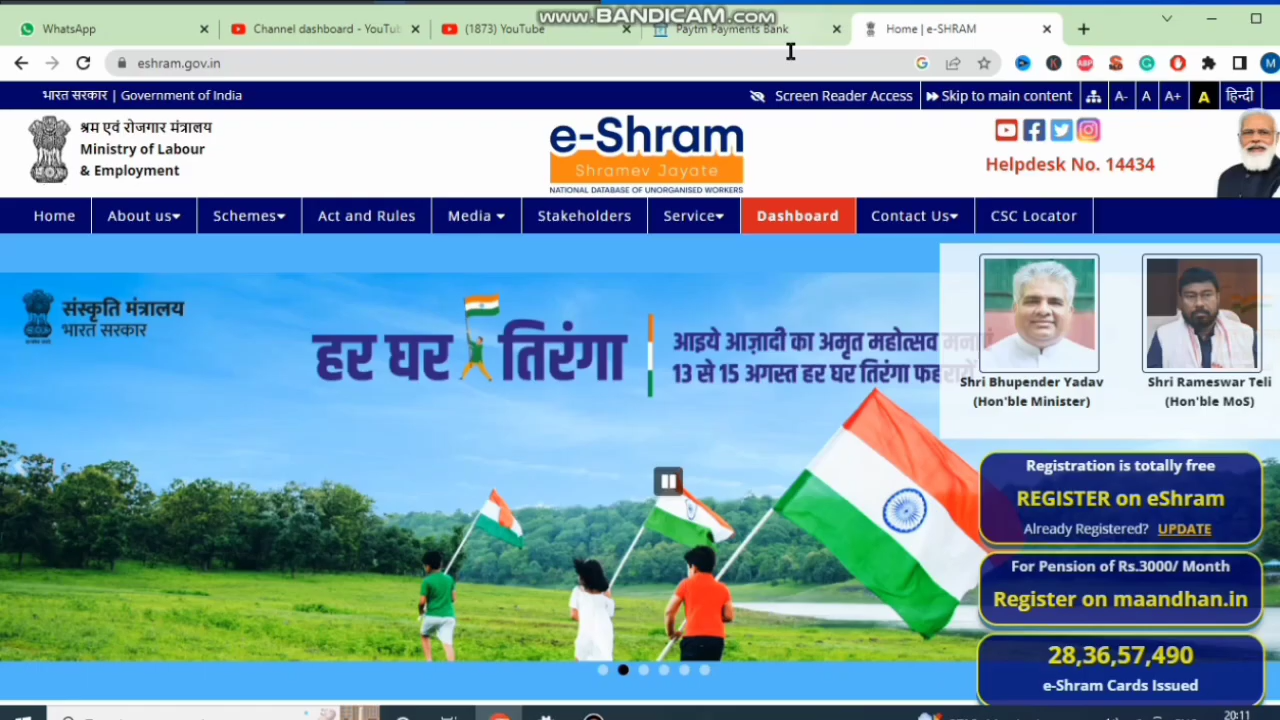 www.BANDICAM.com
WhatsApp
Channel dashboard - YouTu
(1873) YouTube
Paytm Payments Bank
Home | e-SHRAM
eshram.gov.in
भारत सरकार | Government of India
Screen Reader Access
Skip to main content
A-
A
A+
A
हिन्दी
श्रम एवं रोजगार मंत्रालय
Ministry of Labour
& Employment
e-Shram
Shramev Jayate
NATIONAL DATABASE OF UNORGANISED WORKERS
Helpdesk No. 14434
Home
About us
Schemes
Act and Rules
Media
Stakeholders
Service
Dashboard
Contact Us
CSC Locator
संस्कृति मंत्रालय
भारत सरकार
हर घर तिरंगा
आइये आज़ादी का अमृत महोत्सव मनाएं
13 से 15 अगस्त हर घर तिरंगा फहरायें
Shri Bhupender Yadav
(Hon'ble Minister)
Shri Rameswar Teli
(Hon'ble MoS)
Registration is totally free
REGISTER on eShram
Already Registered? UPDATE
For Pension of Rs.3000/ Month
Register on maandhan.in
28,36,57,490
e-Shram Cards Issued
20:11